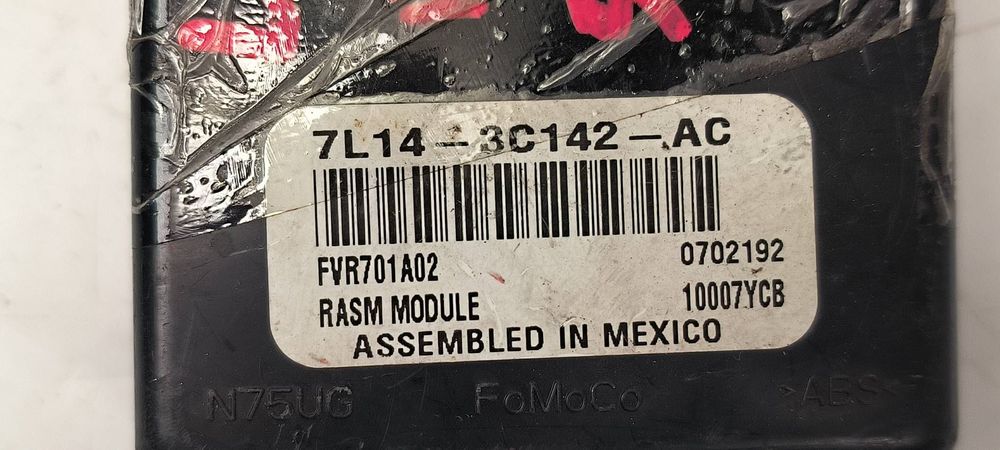 7L14-3C142-AC
FVR701A02 0702192
RASM MODULE 10007YCB
ASSEMBLED IN MEXICO
N75UG FoMoCo >ABS<